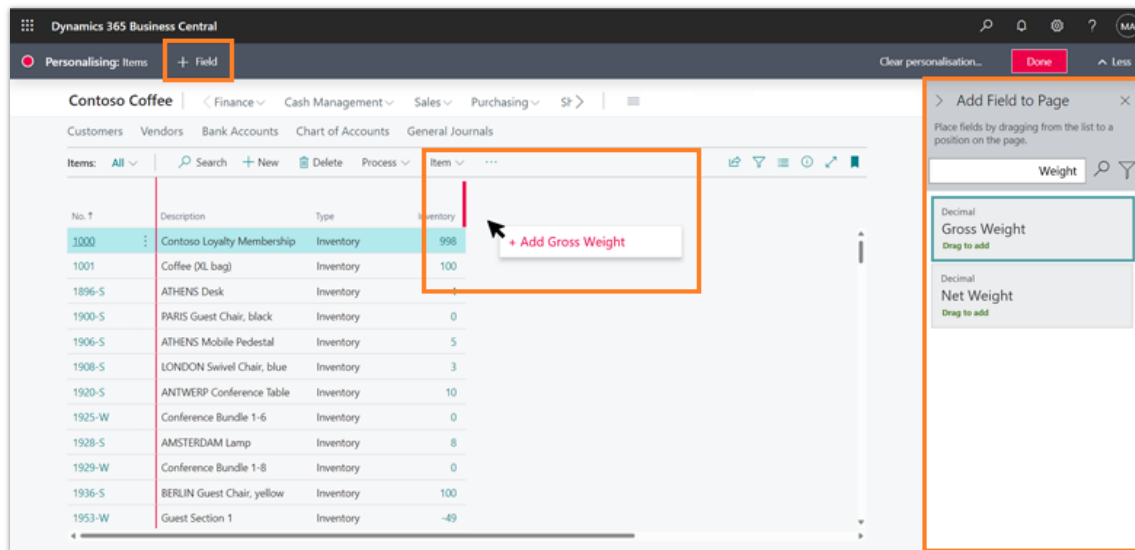 Dynamics 365 Business Central
MA
Personalising: Items + Field Clear personalisation... Done Less
Contoso Coffee Finance Cash Management Sales Purchasing
Customers Vendors Bank Accounts Chart of Accounts General Journals
Items: All Search + New Delete Process Item ...
No. ↑ Description Type Inventory
1000 Contoso Loyalty Membership Inventory 998
1001 Coffee (XL bag) Inventory 100
1896-S ATHENS Desk
1900-S PARIS Guest Chair, black Inventory 0
1906-S ATHENS Mobile Pedestal Inventory 5
1908-S LONDON Swivel Chair, blue Inventory 3
1920-S ANTWERP Conference Table Inventory 10
1925-W Conference Bundle 1-6 Inventory 0
1928-S AMSTERDAM Lamp Inventory 8
1929-W Conference Bundle 1-8 Inventory 0
1936-S BERLIN Guest Chair, yellow Inventory 100
1953-W Guest Section 1 Inventory -49
+ Add Gross Weight
Add Field to Page
Place fields by dragging from the list to a
position on the page.
Weight
Decimal
Gross Weight
Drag to add
Decimal
Net Weight
Drag to add